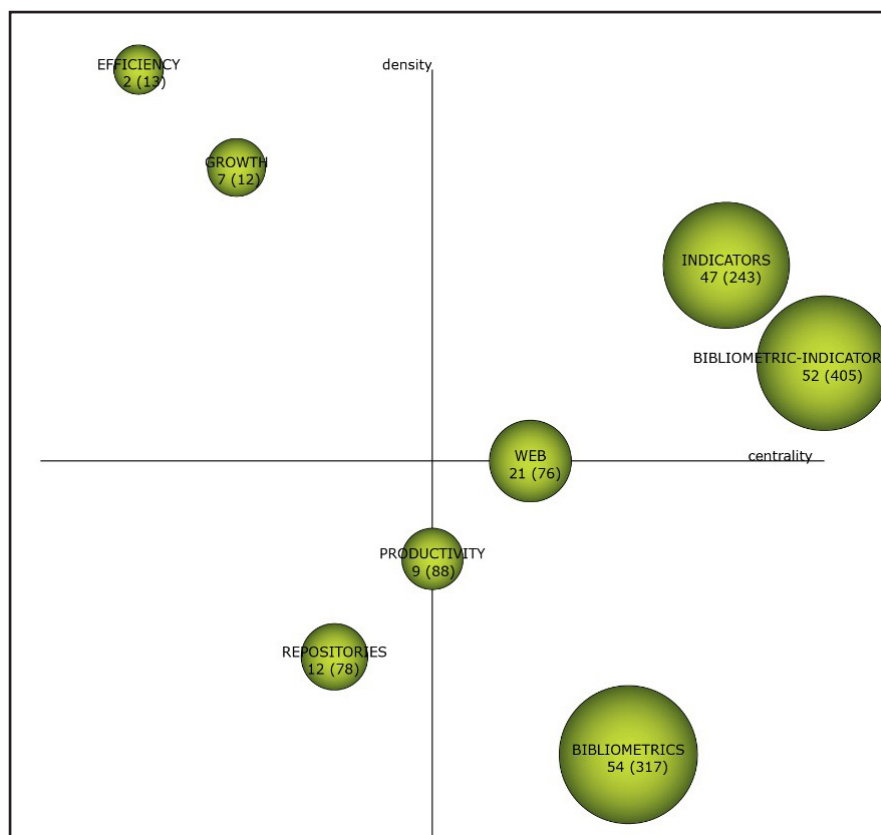 EFFICIENCY
2 (13)
density
GROWTH
7 (12)
INDICATORS
47 (243)
BIBLIOMETRIC-INDICATOR
52 (405)
WEB
21 (76)
centrality
PRODUCTIVITY
9 (88)
REPOSITORIES
12 (78)
BIBLIOMETRICS
54 (317)